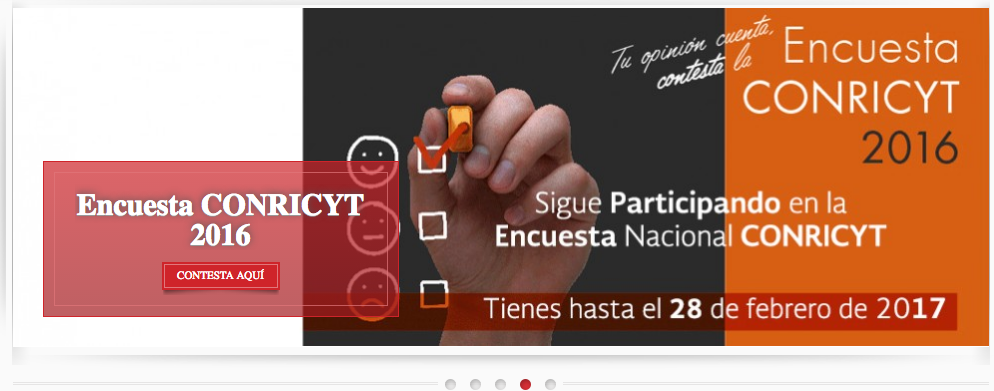 Tu opinión cuenta,
contesta la
Encuesta
CONRICYT
2016
Encuesta CONRICYT
2016
CONTESTA AQUÍ
Sigue Participando en la
Encuesta Nacional CONRICYT
Tienes hasta el 28 de febrero de 2017